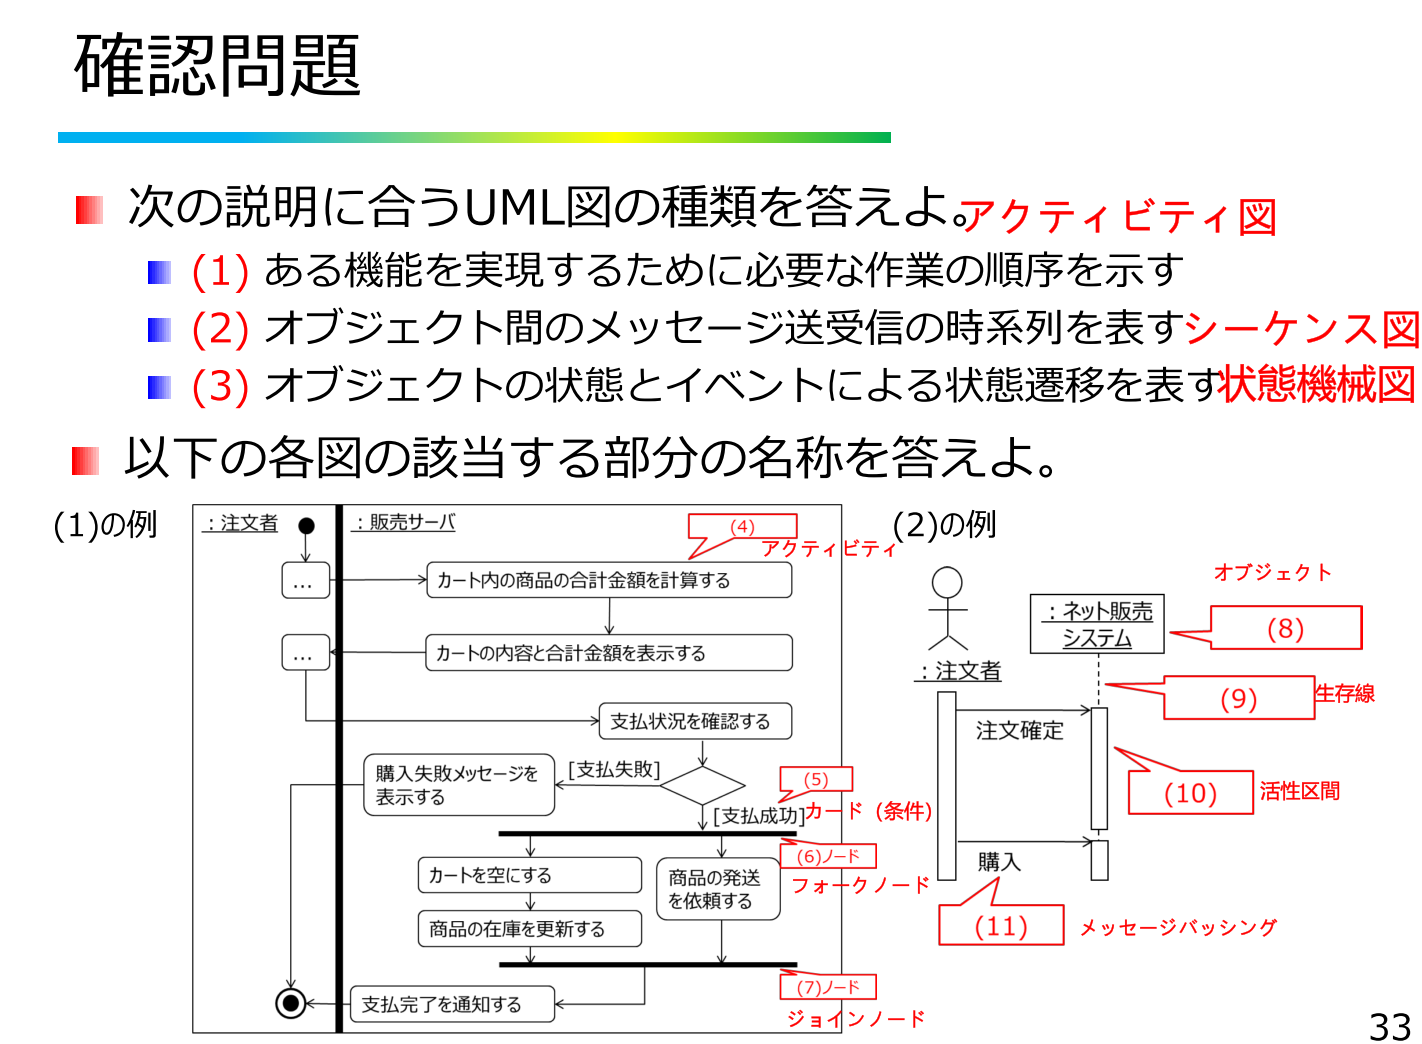 確認問題
次の説明に合うUML図の種類を答えよ。アクティビティ図
(1) ある機能を実現するために必要な作業の順序を示す
(2) オブジェクト間のメッセージ送受信の時系列を表すシーケンス図
(3) オブジェクトの状態とイベントによる状態遷移を表す状態機械図
以下の各図の該当する部分の名称を答えよ。
(1)の例
：注文者
：販売サーバ
(4)
アクティビティ
…
カート内の商品の合計金額を計算する
…
カートの内容と合計金額を表示する
支払状況を確認する
購入失敗メッセージを
表示する
[支払失敗]
(5)
[支払成功]
カード（条件）
(6)ノード
フォークノード
カートを空にする
商品の発送
を依頼する
商品の在庫を更新する
(7)ノード
ジョインノード
支払完了を通知する
(2)の例
オブジェクト
：ネット販売
システム
(8)
：注文者
(9)
生存線
注文確定
(10)
活性区間
購入
(11)
メッセージパッシング
33